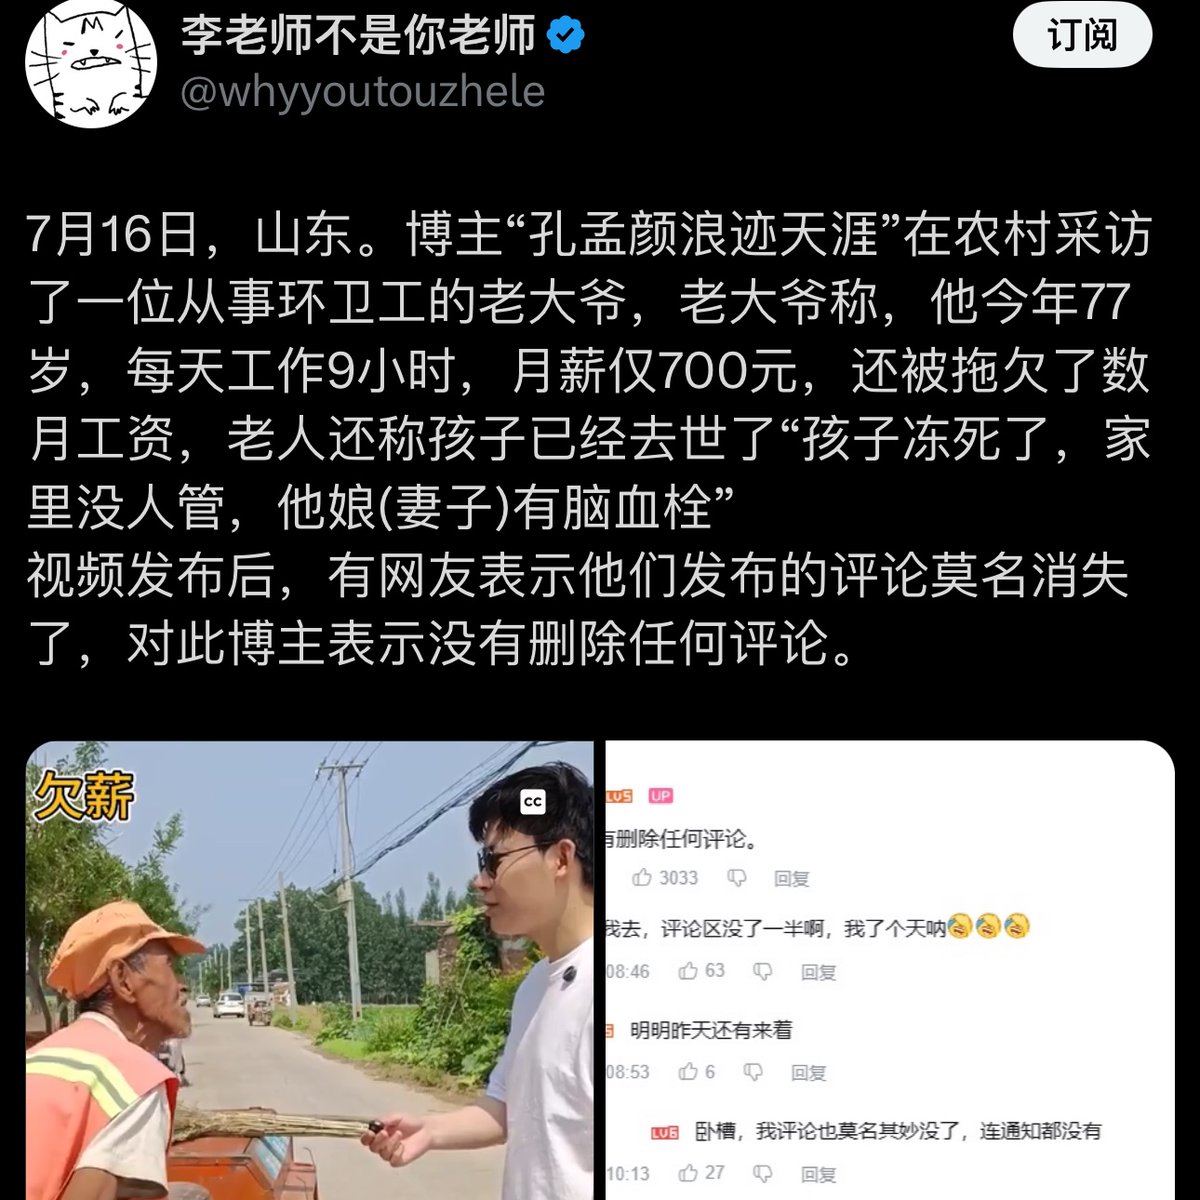 李老师不是你老师
@whyyoutouzhele
订阅
7月16日，山东。博主“孔孟颜浪迹天涯”在农村采访
了一位从事环卫工的老大爷，老大爷称，他今年77
岁，每天工作9小时，月薪仅700元，还被拖欠了数
月工资，老人还称孩子已经去世了“孩子冻死了，家
里没人管，他娘(妻子)有脑血栓”
视频发布后，有网友表示他们发布的评论莫名消失
了，对此博主表示没有删除任何评论。
欠薪
CC
LV5 UP
有删除任何评论。
3033 回复
我去，评论区没了一半啊，我了个天呐
08:46 63 回复
明明昨天还有来着
08:53 6 回复
LV6 卧槽，我评论也莫名其妙没了，连通知都没有
10:13 27 回复